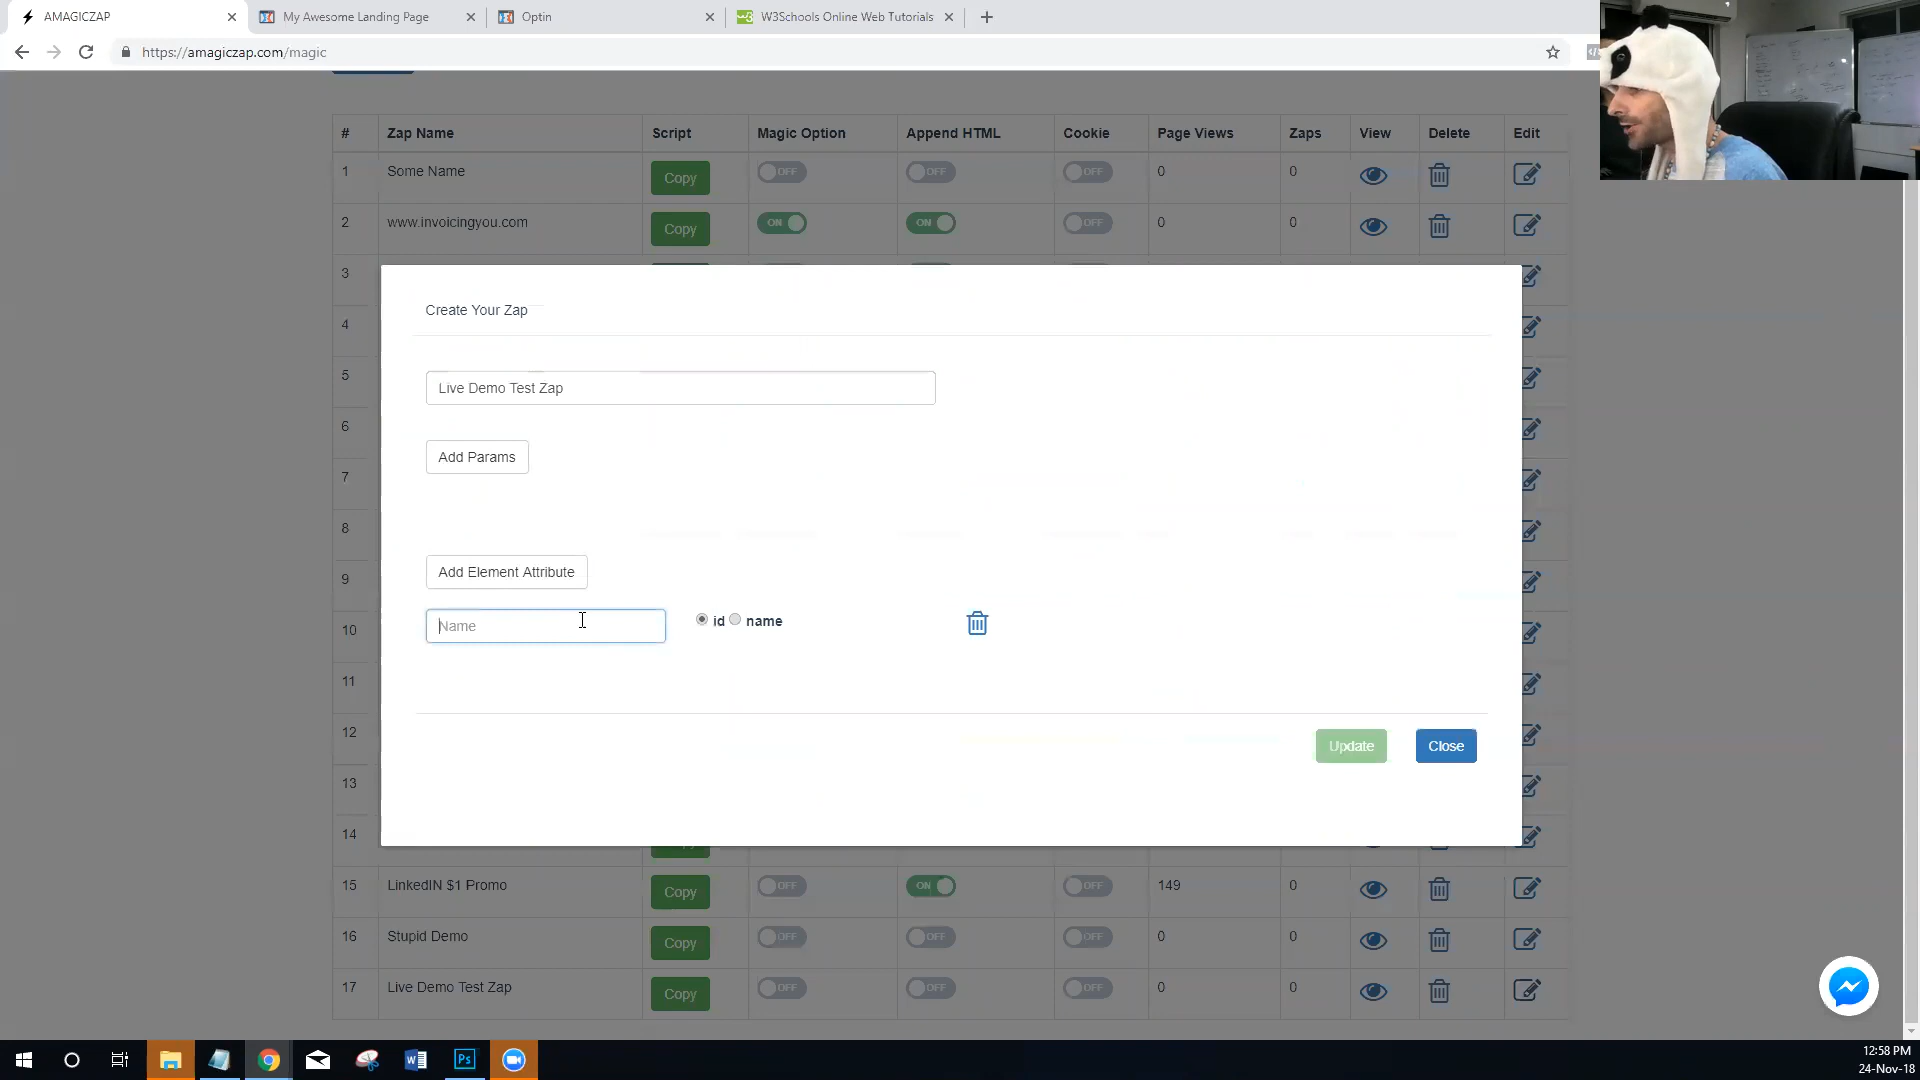 AMAGICZAP
My Awesome Landing Page
Optin
W3Schools Online Web Tutorials
https://amagiczap.com/magic
# Zap Name Script Magic Option Append HTML Cookie Page Views Zaps View Delete Edit
1 Some Name Copy OFF OFF OFF 0 0
2 www.invoicingyou.com Copy ON ON OFF 0 0
3
Create Your Zap
4
5
Live Demo Test Zap
6
Add Params
7
8
Add Element Attribute
9
10
Name
id name
11
12
Update Close
13
14
15 LinkedIN $1 Promo Copy OFF ON OFF 149 0
16 Stupid Demo Copy OFF OFF OFF 0 0
17 Live Demo Test Zap Copy OFF OFF OFF 0 0
Ps
12:58 PM
24-Nov-18